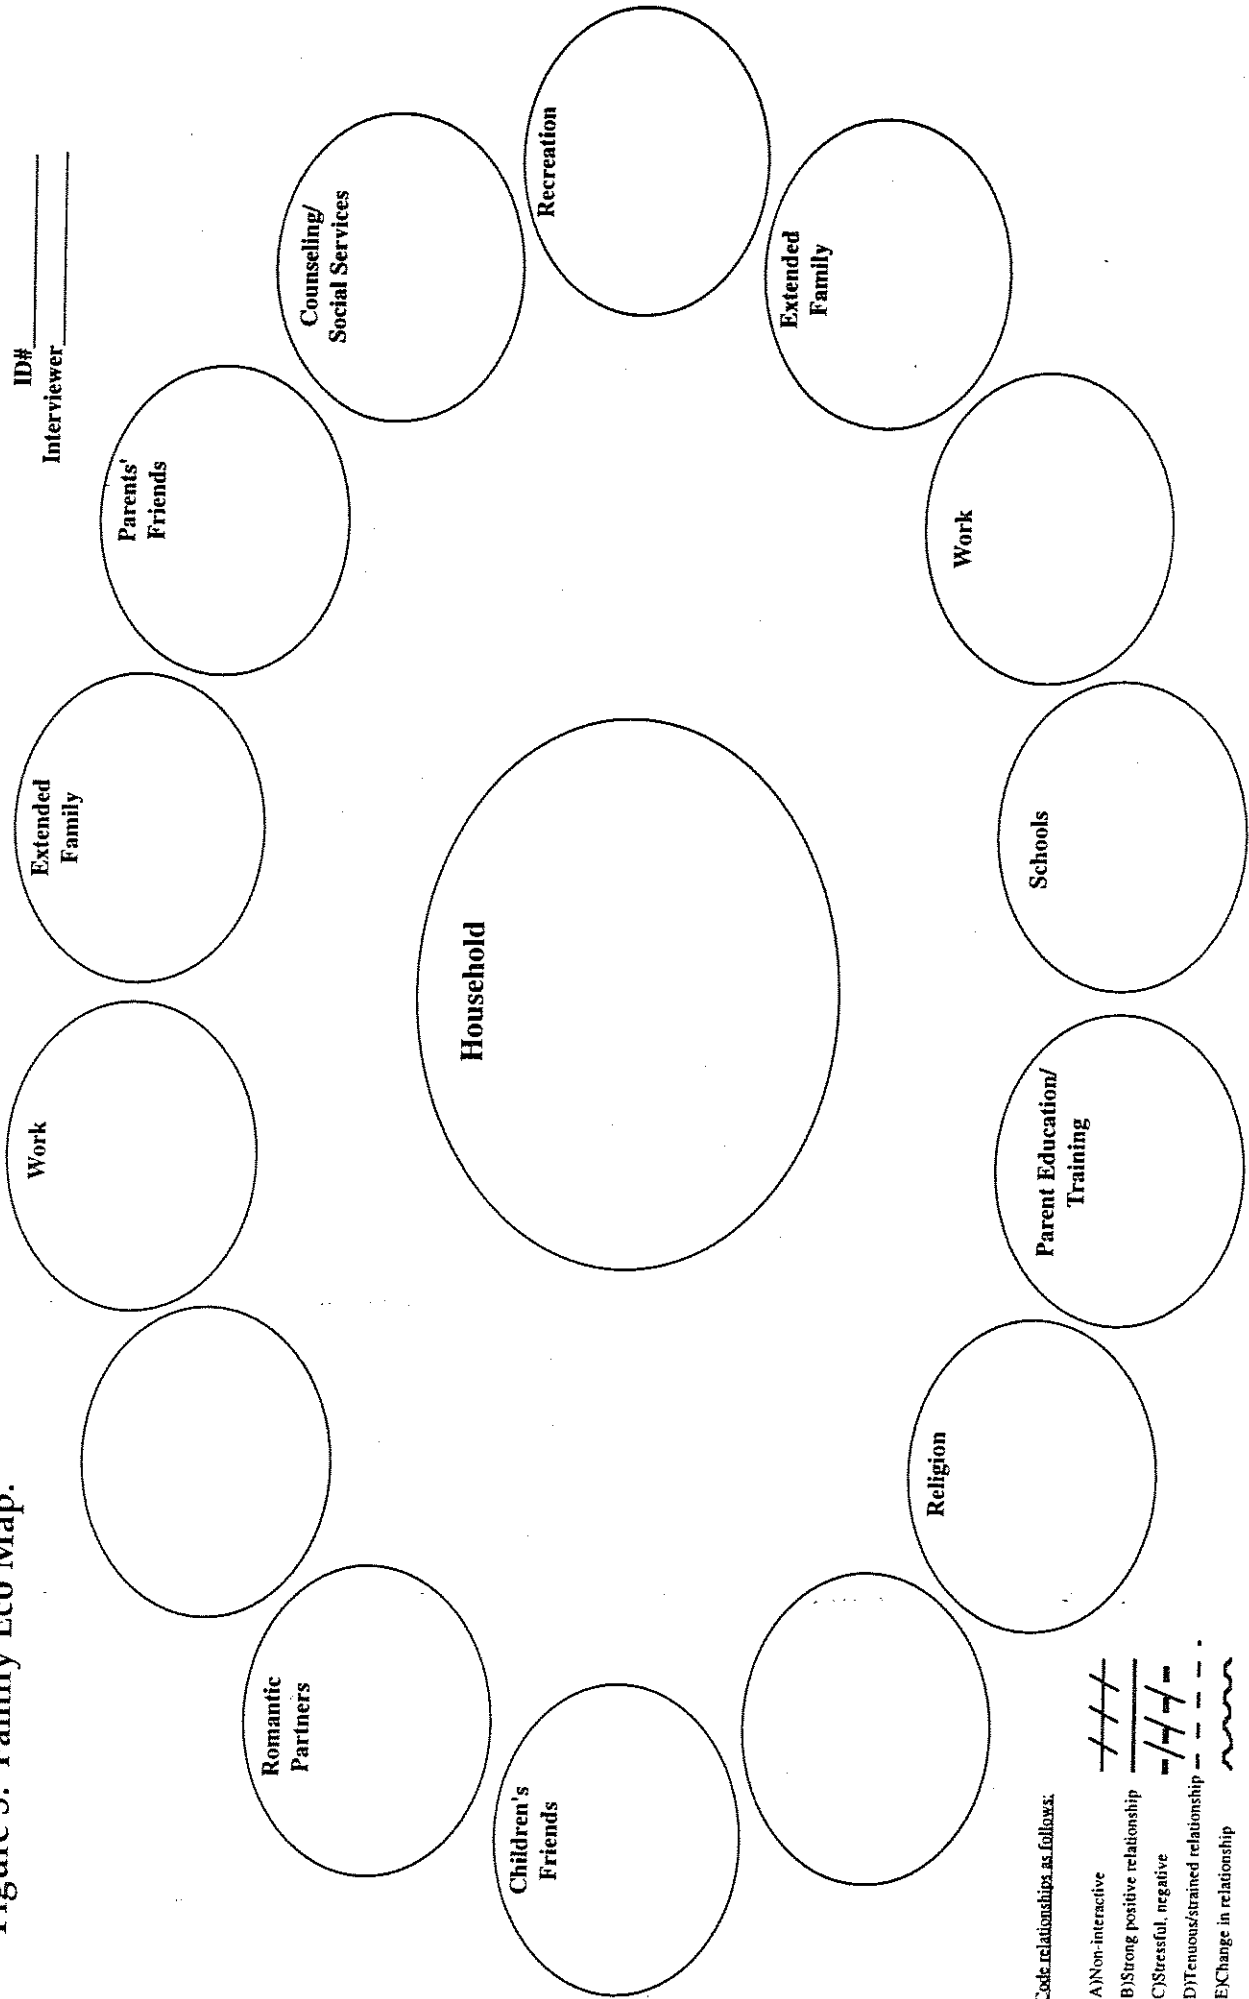 Figure Family Eco Map.
ID#
Interviewer
Work
Extended
Family
Parents'
Friends
Romantic
Partners
Counseling/
Social Services
Household
Children's
Friends
Recreation
Extended
Family
Religion
Work
Parent Education/
Training
Schools
Code relationships as follows:
A)Non-interactive
B)Strong positive relationship
C)Stressful, negative
D)Tenuous/strained relationship
E)Change in relationship